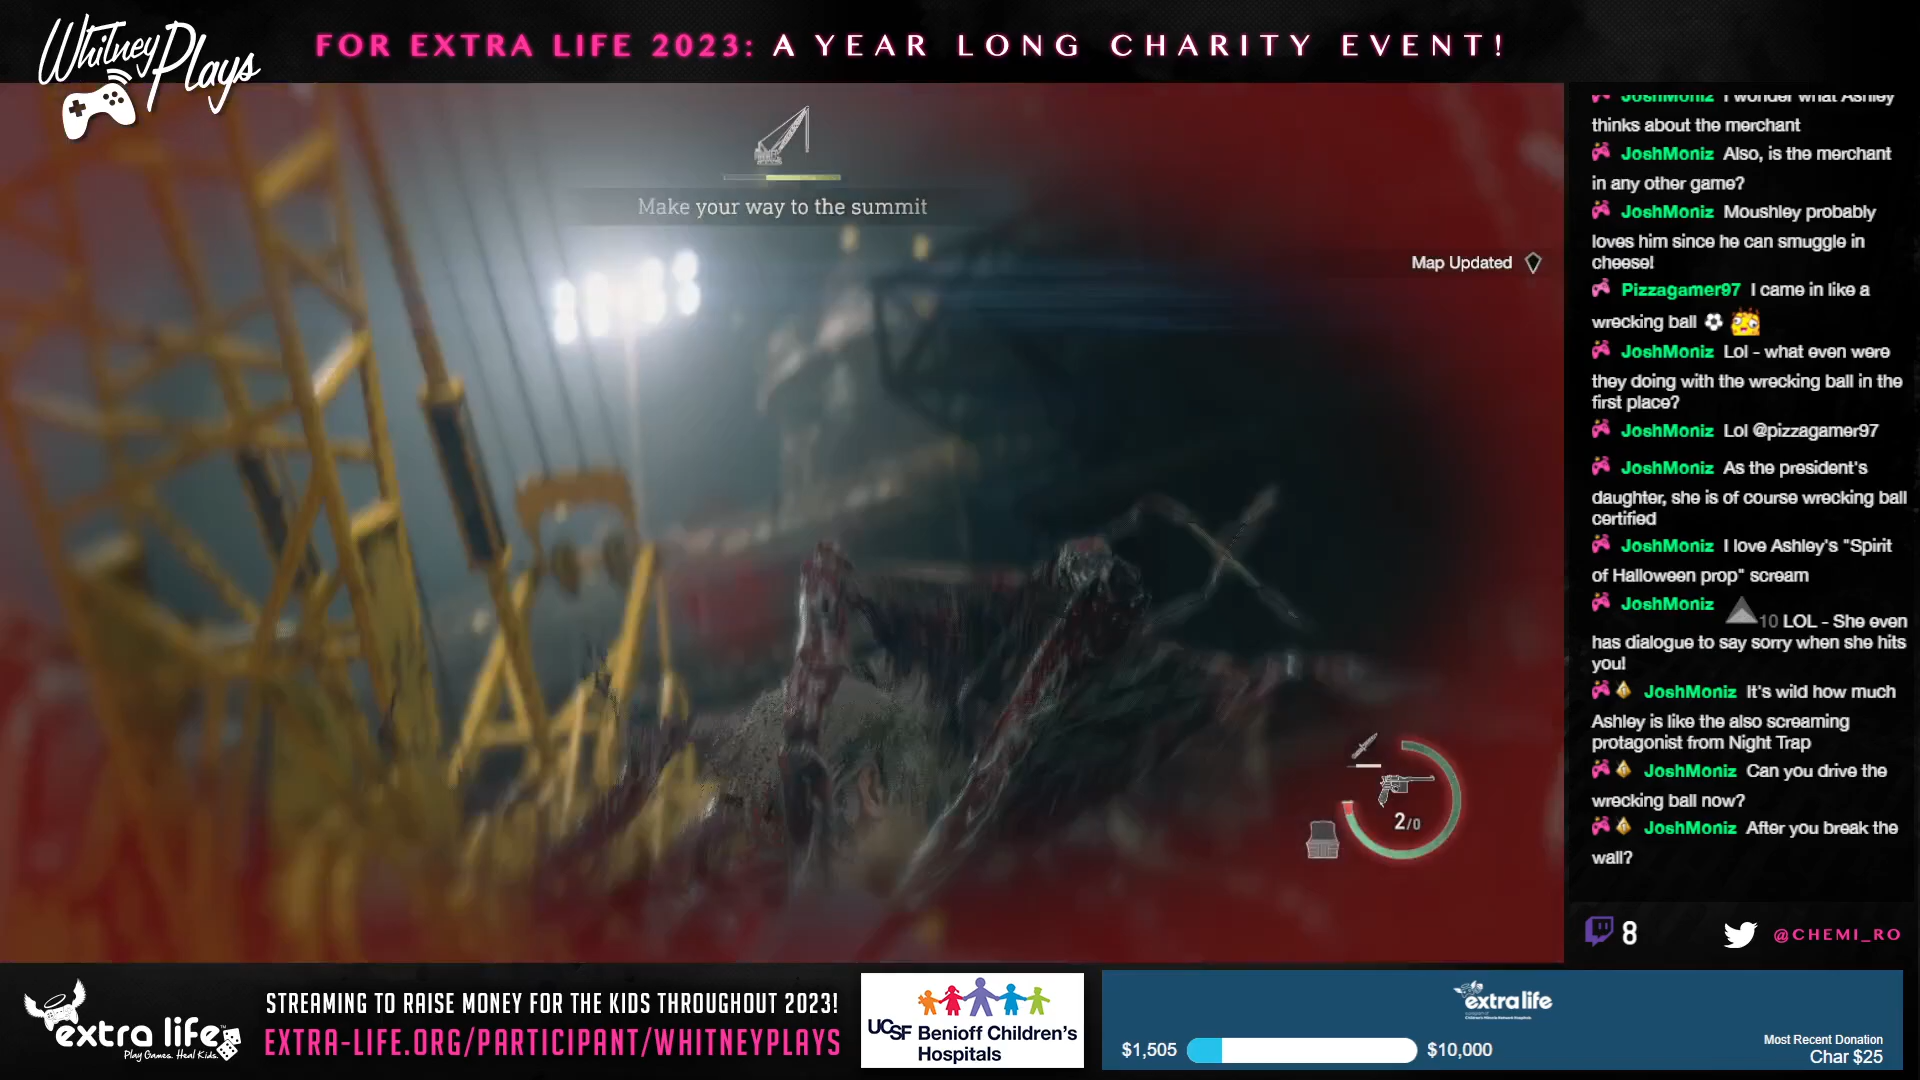 Whitney Plays
FOR EXTRA LIFE 2023: A YEAR LONG CHARITY EVENT!
Make your way to the summit
Map Updated
2/0
JoshMoniz I wonder what Ashley
thinks about the merchant
JoshMoniz Also, is the merchant
in any other game?
JoshMoniz Moushley probably
loves him since he can smuggle in
cheese!
Pizzagamer97 I came in like a
wrecking ball
JoshMoniz Lol - what even were
they doing with the wrecking ball in the
first place?
JoshMoniz Lol @pizzagamer97
JoshMoniz As the president's
daughter, she is of course wrecking ball
certified
JoshMoniz I love Ashley's "Spirit
of Halloween prop" scream
JoshMoniz 10 LOL - She even
has dialogue to say sorry when she hits
you!
JoshMoniz It's wild how much
Ashley is like the also screaming
protagonist from Night Trap
JoshMoniz Can you drive the
wrecking ball now?
JoshMoniz After you break the
wall?
8
@CHEMI_RO
extra life
Play Games. Heal Kids.
STREAMING TO RAISE MONEY FOR THE KIDS THROUGHOUT 2023!
EXTRA-LIFE.ORG/PARTICIPANT/WHITNEYPLAYS
UCSF Benioff Children's
Hospitals
extralife
$1,505
$10,000
Most Recent Donation
Char $25